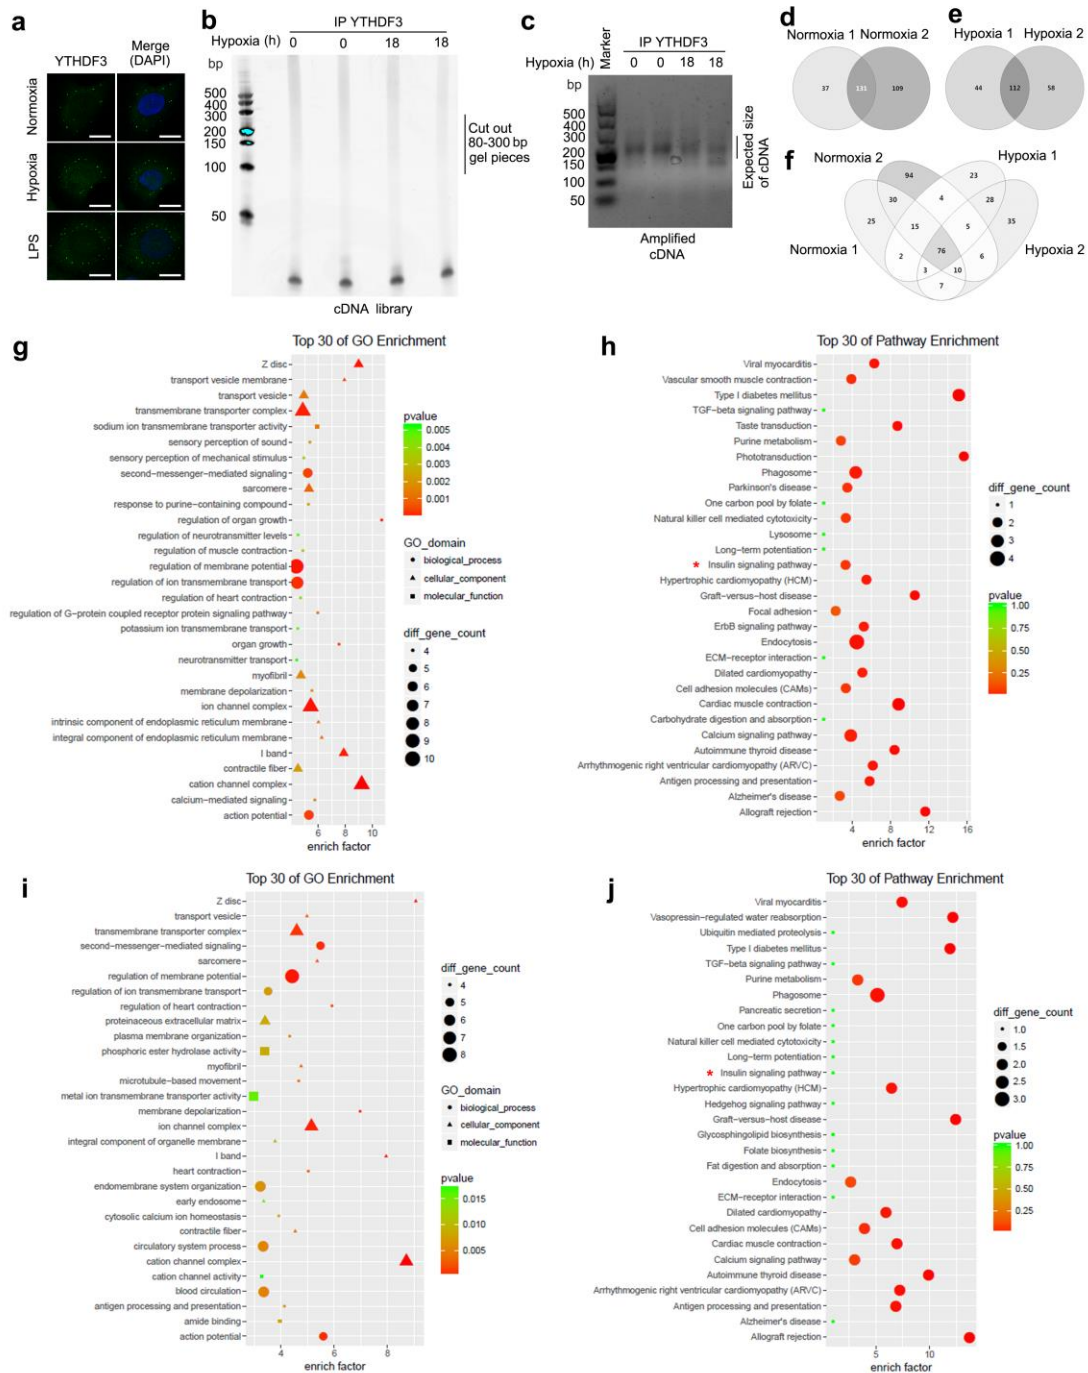 a
YTHDF3
Merge
(DAPI)
Normoxia
Hypoxia
LPS
b
IP YTHDF3
Hypoxia (h) 0 0 18 18
bp
500
400
300
200
150
100
50
Cut out
80-300 bp
gel pieces
cDNA library
c
Marker
IP YTHDF3
Hypoxia (h) 0 0 18 18
bp
500
400
300
200
150
100
50
Expected size
of cDNA
Amplified
cDNA
d
Normoxia 1 Normoxia 2
37 131 109
e
Hypoxia 1 Hypoxia 2
44 112 58
f
Normoxia 2 Hypoxia 1
94 23
30 4 28
25 15 5 35
Normoxia 1 76 Hypoxia 2
2 6
3 10
7
g
Top 30 of GO Enrichment
Z disc
transport vesicle membrane
transport vesicle
transmembrane transporter complex
sodium ion transmembrane transporter activity
sensory perception of sound
sensory perception of mechanical stimulus
second−messenger−mediated signaling
sarcomere
response to purine−containing compound
regulation of organ growth
regulation of neurotransmitter levels
regulation of muscle contraction
regulation of membrane potential
regulation of ion transmembrane transport
regulation of heart contraction
regulation of G−protein coupled receptor protein signaling pathway
potassium ion transmembrane transport
organ growth
neurotransmitter transport
myofibril
membrane depolarization
ion channel complex
intrinsic component of endoplasmic reticulum membrane
integral component of endoplasmic reticulum membrane
I band
contractile fiber
cation channel complex
calcium−mediated signaling
action potential
6 8 10
enrich factor
pvalue
0.005
0.004
0.003
0.002
0.001
GO_domain
biological_process
cellular_component
molecular_function
diff_gene_count
4
5
6
7
8
9
10
h
Top 30 of Pathway Enrichment
Viral myocarditis
Vascular smooth muscle contraction
Type I diabetes mellitus
TGF−beta signaling pathway
Taste transduction
Purine metabolism
Phototransduction
Phagosome
Parkinson's disease
One carbon pool by folate
Natural killer cell mediated cytotoxicity
Lysosome
Long−term potentiation
* Insulin signaling pathway
Hypertrophic cardiomyopathy (HCM)
Graft−versus−host disease
Focal adhesion
ErbB signaling pathway
Endocytosis
ECM−receptor interaction
Dilated cardiomyopathy
Cell adhesion molecules (CAMs)
Cardiac muscle contraction
Carbohydrate digestion and absorption
Calcium signaling pathway
Autoimmune thyroid disease
Arrhythmogenic right ventricular cardiomyopathy (ARVC)
Antigen processing and presentation
Alzheimer's disease
Allograft rejection
4 8 12 16
enrich factor
diff_gene_count
1
2
3
4
pvalue
1.00
0.75
0.50
0.25
i
Top 30 of GO Enrichment
Z disc
transport vesicle
transmembrane transporter complex
second−messenger−mediated signaling
sarcomere
regulation of membrane potential
regulation of ion transmembrane transport
regulation of heart contraction
proteinaceous extracellular matrix
plasma membrane organization
phosphoric ester hydrolase activity
myofibril
microtubule−based movement
metal ion transmembrane transporter activity
membrane depolarization
ion channel complex
integral component of organelle membrane
I band
heart contraction
endomembrane system organization
early endosome
cytosolic calcium ion homeostasis
contractile fiber
circulatory system process
cation channel complex
cation channel activity
blood circulation
antigen processing and presentation
amide binding
action potential
4 6 8
enrich factor
diff_gene_count
4
5
6
7
8
GO_domain
biological_process
cellular_component
molecular_function
pvalue
0.015
0.010
0.005
j
Top 30 of Pathway Enrichment
Viral myocarditis
Vasopressin−regulated water reabsorption
Ubiquitin mediated proteolysis
Type I diabetes mellitus
TGF−beta signaling pathway
Purine metabolism
Phagosome
Pancreatic secretion
One carbon pool by folate
Natural killer cell mediated cytotoxicity
Long−term potentiation
* Insulin signaling pathway
Hypertrophic cardiomyopathy (HCM)
Hedgehog signaling pathway
Graft−versus−host disease
Glycosphingolipid biosynthesis
Folate biosynthesis
Fat digestion and absorption
Endocytosis
ECM−receptor interaction
Dilated cardiomyopathy
Cell adhesion molecules (CAMs)
Cardiac muscle contraction
Calcium signaling pathway
Autoimmune thyroid disease
Arrhythmogenic right ventricular cardiomyopathy (ARVC)
Antigen processing and presentation
Alzheimer's disease
Allograft rejection
5 10
enrich factor
diff_gene_count
1.0
1.5
2.0
2.5
3.0
pvalue
1.00
0.75
0.50
0.25